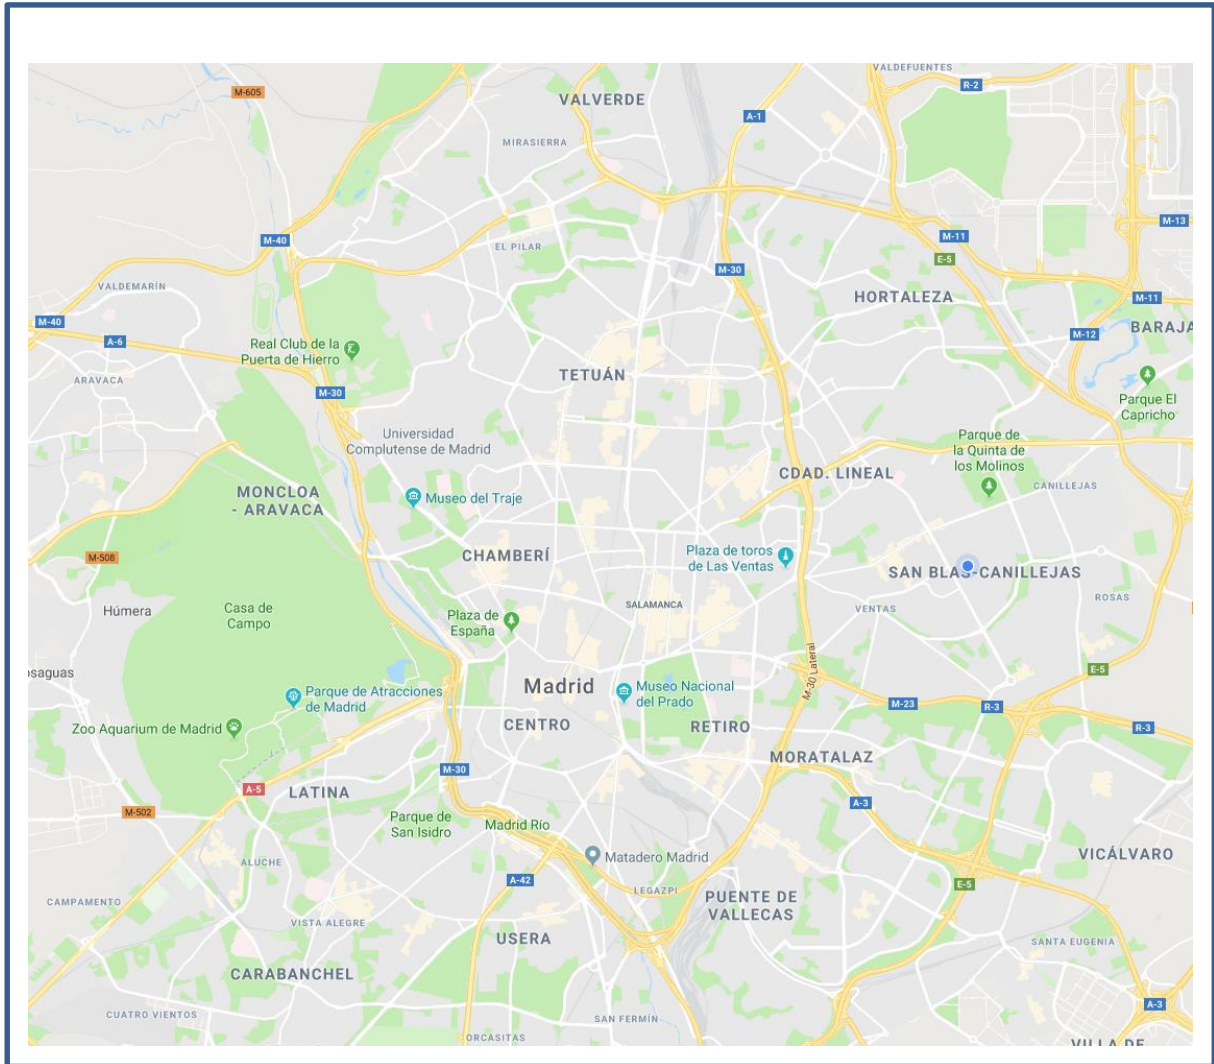 VALDEFUENTES
R-2
M-605
VALVERDE
A-1
MIRASIERRA
M-13
M-40
EL PILAR
M-11
E-5
M-30
VALDEMARÍN
HORTALEZA
M-11
M-40
BARAJA
M-12
A-6
Real Club de la
Puerta de Hierro
TETUÁN
ARAVACA
M-30
Parque El
Capricho
Universidad
Complutense de Madrid
Parque de
la Quinta de
los Molinos
CDAD. LINEAL
CANILLEJAS
MONCLOA
- ARAVACA
Museo del Traje
CHAMBERÍ
Plaza de toros
de Las Ventas
M-508
SAN BLAS-CANILLEJAS
ROSAS
Húmera
Casa de
Campo
SALAMANCA
VENTAS
Plaza de
España
osaguas
M-30 Lateral
E-5
Madrid
Museo Nacional
del Prado
Parque de Atracciones
de Madrid
M-23
R-3
Zoo Aquarium de Madrid
CENTRO
RETIRO
R-3
MORATALAZ
M-30
A-5
LATINA
A-3
M-502
Parque de
San Isidro
Madrid Río
Matadero Madrid
VICÁLVARO
ALUCHE
A-42
LEGAZPI
E-5
PUENTE DE
VALLECAS
CAMPAMENTO
VISTA ALEGRE
USERA
SANTA EUGENIA
CARABANCHEL
A-3
CUATRO VIENTOS
SAN FERMÍN
ORCASITAS
VILLA DE